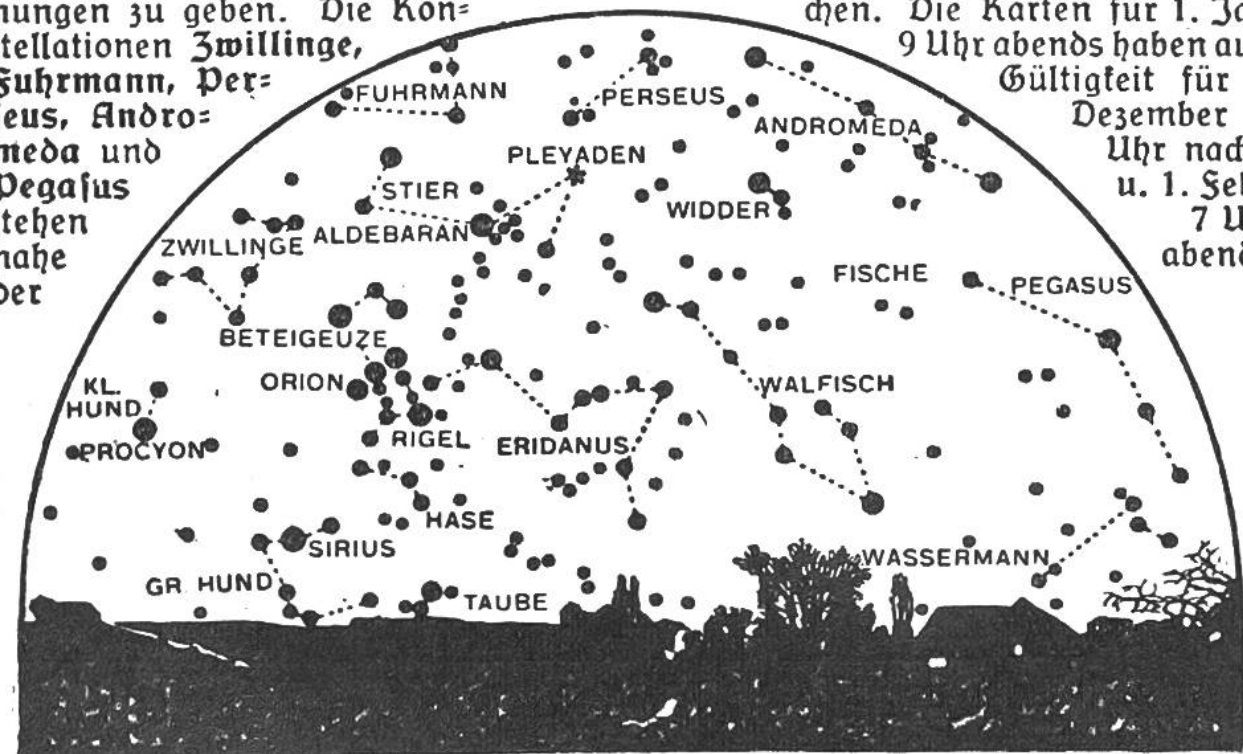 nungen zu geben. Die Kon=
tellationen Zwillinge,
Fuhrmann, Per=
seus, Andro=
meda und
Pegasus
stehen
nahe
der
chen. Die Karten für 1. Ja
9 Uhr abends haben au
Gültigkeit für
Dezember
Uhr nach
u. 1. Feb
7 U
abend
FUHRMANN
PERSEUS
ANDROMEDA
PLEYADEN
STIER
WIDDER
ALDEBARAN
ZWILLINGE
FISCHE
PEGASUS
BETEIGEUZE
ORION
KL.
HUND
WALFISCH
RIGEL
ERIDANUS
PROCYON
HASE
SIRIUS
WASSERMANN
GR. HUND
TAUBE